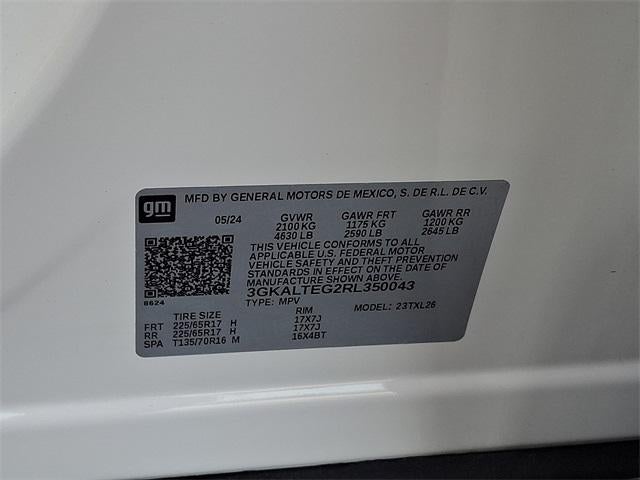 gm MFD BY GENERAL MOTORS DE MEXICO, S. DE R.L. DE C.V.
05/24 GVWR GAWR FRT GAWR RR
2100 KG 1175 KG 1200 KG
4630 LB 2590 LB 2645 LB
THIS VEHICLE CONFORMS TO ALL
APPLICABLE U.S. FEDERAL MOTOR
VEHICLE SAFETY AND THEFT PREVENTION
STANDARDS IN EFFECT ON THE DATE OF
MANUFACTURE SHOWN ABOVE.
3GKALTEG2RL350043
8624 TYPE: MPV MODEL: 23TXL26
TIRE SIZE RIM
FRT 225/65R17 H 17X7J
RR 225/65R17 H 17X7J
SPA T135/70R16 M 16X4BT